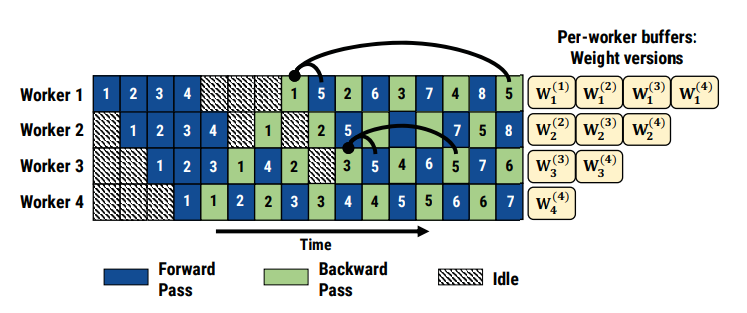 Per-worker buffers:
Weight versions
Worker 1 1 2 3 4 1 5 2 6 3 7 4 8 5 W₁⁽¹⁾ W₁⁽²⁾ W₁⁽³⁾ W₁⁽⁴⁾
Worker 2 1 2 3 4 1 2 5 7 5 8 W₂⁽²⁾ W₂⁽³⁾ W₂⁽⁴⁾
Worker 3 1 2 3 1 4 2 3 5 4 6 5 7 6 W₃⁽³⁾ W₃⁽⁴⁾
Worker 4 1 1 2 2 3 3 4 4 5 5 6 6 7 W₄⁽⁴⁾
Time
Forward
Pass
Backward
Pass
Idle